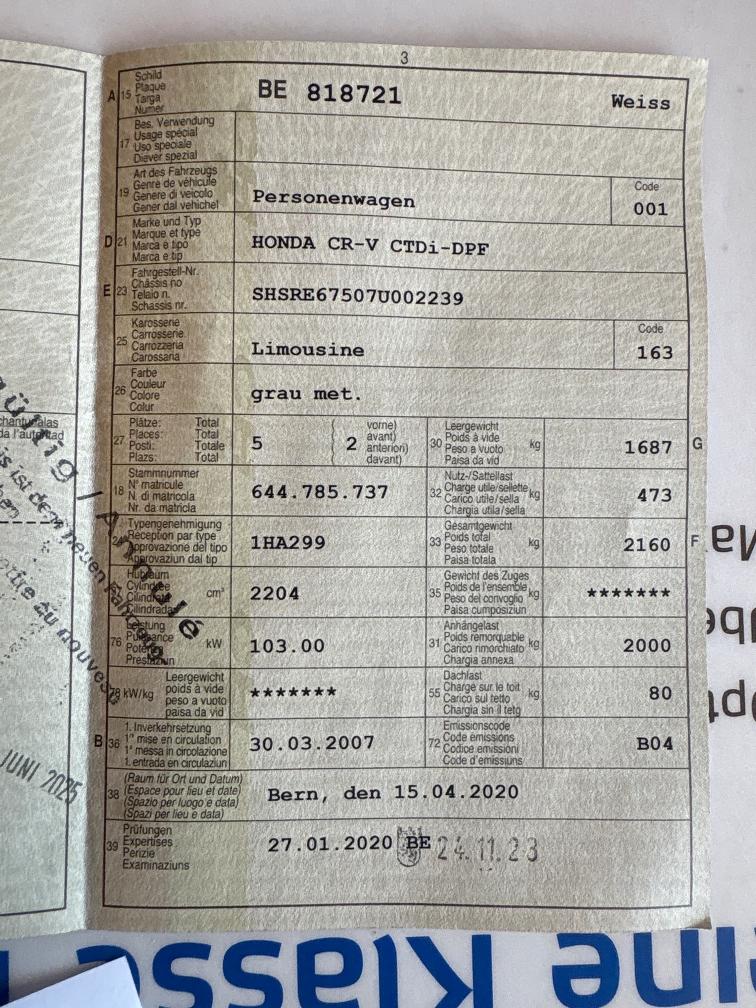 3
A 15 Schild
Plaque
Targa
Numer
BE 818721
Weiss
17 Bes. Verwendung
Usage spécial
Uso speciale
Diever spezial
19 Art des Fahrzeugs
Genre de véhicule
Genere di veicolo
Gener dal vehichel
Personenwagen
Code
001
D 21 Marke und Typ
Marque et type
Marca e tipo
Marca e tip
HONDA CR-V CTDi-DPF
E 23 Fahrgestell-Nr.
Châssis no
Telaio n.
Schassis nr.
SHSRE67507U002239
25 Karosserie
Carrosserie
Carrozzeria
Carossaria
Limousine
Code
163
26 Farbe
Couleur
Colore
Colur
grau met.
27 Plätze: Total
Places: Total
Posti: Totale
Plazs: Total
5
2
vorne)
avant)
anteriori)
davant)
30 Leergewicht
Poids à vide
Peso a vuoto
Paisa da vid
kg
1687
G
18 Stammnummer
N° matricule
N. di matricola
Nr. da matricla
644.785.737
32 Nutz-/Sattellast
Charge utile/sellette
Carico utile/sella
Chargia utila/sella
kg
473
Typengenehmigung
Réception par type
Approvazione del tipo
Approvaziun dal tip
1HA299
33 Gesamtgewicht
Poids total
Peso totale
Paisa totala
kg
2160
F
Hubraum
Cylindrée
Cilindrata
Cilindrada
cm³
2204
35 Gewicht des Zuges
Poids de l'ensemble
Peso del convoglio
Paisa cumposiziun
kg
*******
76 Leistung
Puissance
Potenza
Prestaziun
kW
103.00
31 Anhängelast
Poids remorquable
Carico rimorchiato
Chargia annexa
kg
2000
78 kW/kg
Leergewicht
poids à vide
peso a vuoto
paisa da vid
*******
55 Dachlast
Charge sur le toit
Carico sul tetto
Chargia sin il tetg
kg
80
B 36 1. Inverkehrsetzung
1re mise en circulation
1a messa in circolazione
1. entrada en circulaziun
30.03.2007
72 Emissionscode
Code émissions
Codice emissioni
Code d'emissiuns
B04
38 (Raum für Ort und Datum)
(Espace pour lieu et date)
(Spazio per luogo e data)
(Spazi per lieu e data)
Bern, den 15.04.2020
39 Prüfungen
Expertises
Perizie
Examinaziuns
27.01.2020 BE 24.11.23
/ Annulé
ist dem neuen Fahrzeug
au nouveau
JUNI 2025
ine Klasse